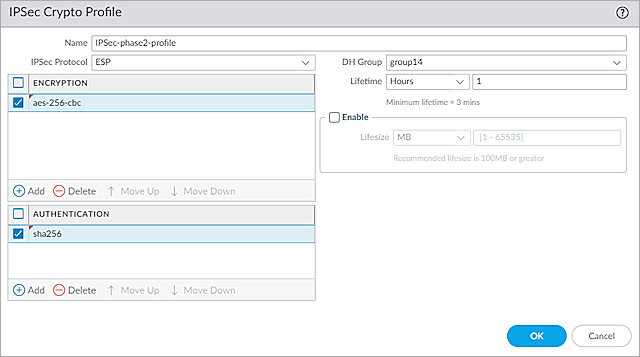 IPSec Crypto Profile
Name IPSec-phase2-profile
IPSec Protocol ESP
DH Group group14
ENCRYPTION
Lifetime Hours 1
aes-256-cbc
Minimum lifetime = 3 mins
Enable
Lifesize MB [1 - 65535]
Recommended lifesize is 100MB or greater
Add Delete Move Up Move Down
AUTHENTICATION
sha256
Add Delete Move Up Move Down
OK Cancel